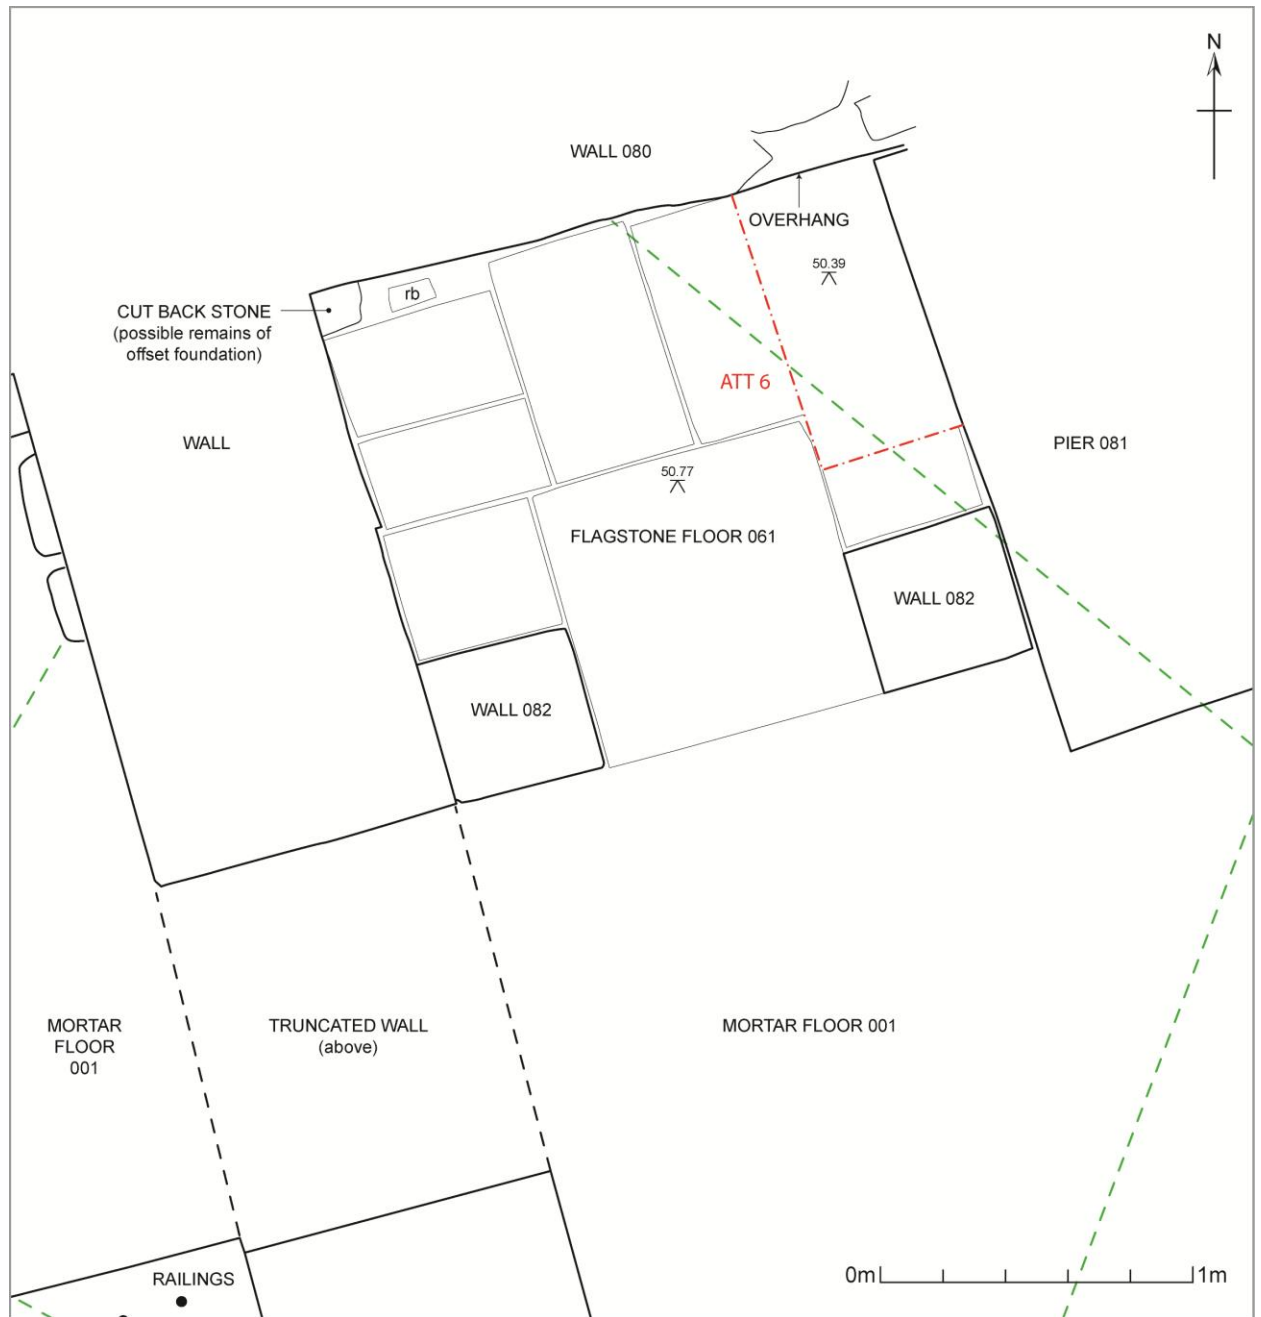 N
WALL 080
OVERHANG
50.39
rb
CUT BACK STONE
(possible remains of
offset foundation)
ATT 6
WALL
PIER 081
50.77
FLAGSTONE FLOOR 061
WALL 082
WALL 082
MORTAR
FLOOR
001
TRUNCATED WALL
(above)
MORTAR FLOOR 001
RAILINGS
0m
1m